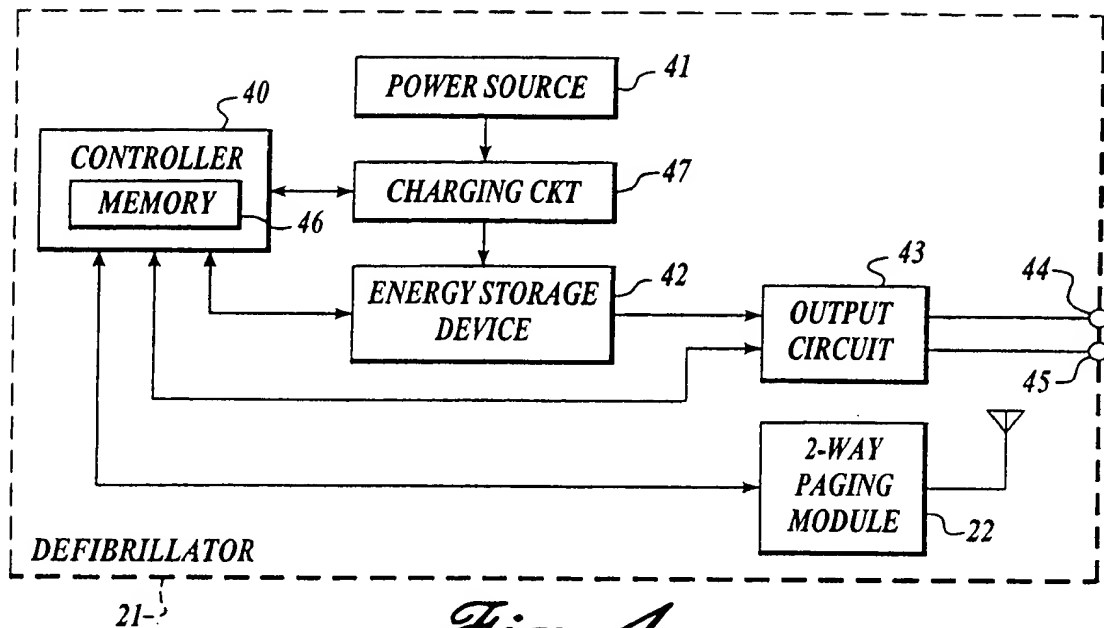 41
POWER SOURCE
40
CONTROLLER
47
CHARGING CKT
MEMORY
46
43
42
44
ENERGY STORAGE
DEVICE
OUTPUT
CIRCUIT
45
2-WAY
PAGING
MODULE
22
DEFIBRILLATOR
21